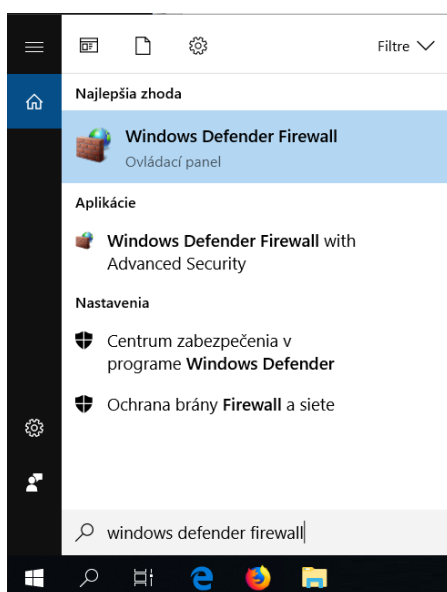 Filtre
Najlepšia zhoda
Windows Defender Firewall
Ovládací panel
Aplikácie
Windows Defender Firewall with
Advanced Security
Nastavenia
Centrum zabezpečenia v
programe Windows Defender
Ochrana brány Firewall a siete
windows defender firewall